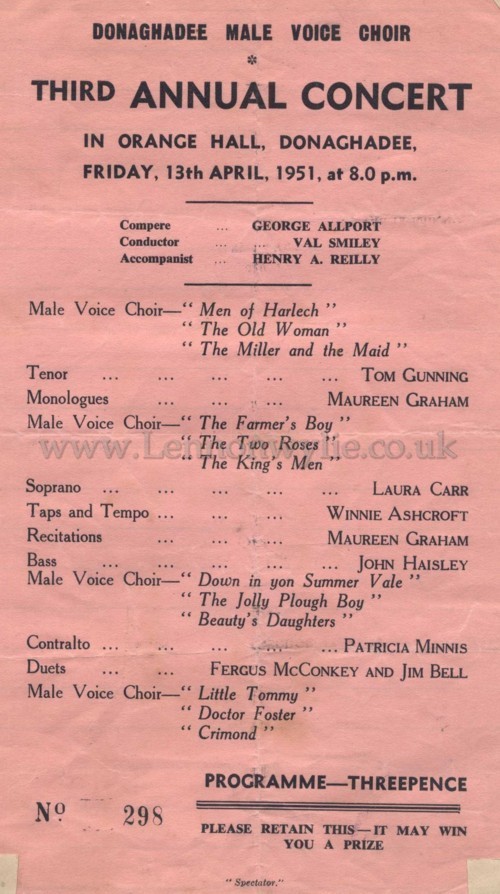 DONAGHADEE MALE VOICE CHOIR
*
THIRD ANNUAL CONCERT
IN ORANGE HALL, DONAGHADEE,
FRIDAY, 13th APRIL, 1951, at 8.0 p.m.
Compere ... GEORGE ALLPORT
Conductor ... ... VAL SMILEY
Accompanist ... HENRY A. REILLY
Male Voice Choir—“ Men of Harlech ”
“ The Old Woman ”
“ The Miller and the Maid ”
Tenor ... ... ... ... ... TOM GUNNING
Monologues ... ... ... ... MAUREEN GRAHAM
Male Voice Choir—“ The Farmer's Boy ”
“ The Two Roses ”
www.Lennonwylie.co.uk
“ The King's Men ”
Soprano ... ... ... ... ... LAURA CARR
Taps and Tempo ... ... ... ... WINNIE ASHCROFT
Recitations ... ... ... ... MAUREEN GRAHAM
Bass ... ... ... ... ... JOHN HAISLEY
Male Voice Choir—“ Down in yon Summer Vale ”
“ The Jolly Plough Boy ”
“ Beauty's Daughters ”
Contralto ... ... ... ... ... PATRICIA MINNIS
Duets ... ... FERGUS MCCONKEY AND JIM BELL
Male Voice Choir—“ Little Tommy ”
“ Doctor Foster ”
“ Crimond ”
PROGRAMME—THREEPENCE
Nº 298
PLEASE RETAIN THIS—IT MAY WIN
YOU A PRIZE
“ Spectator.”